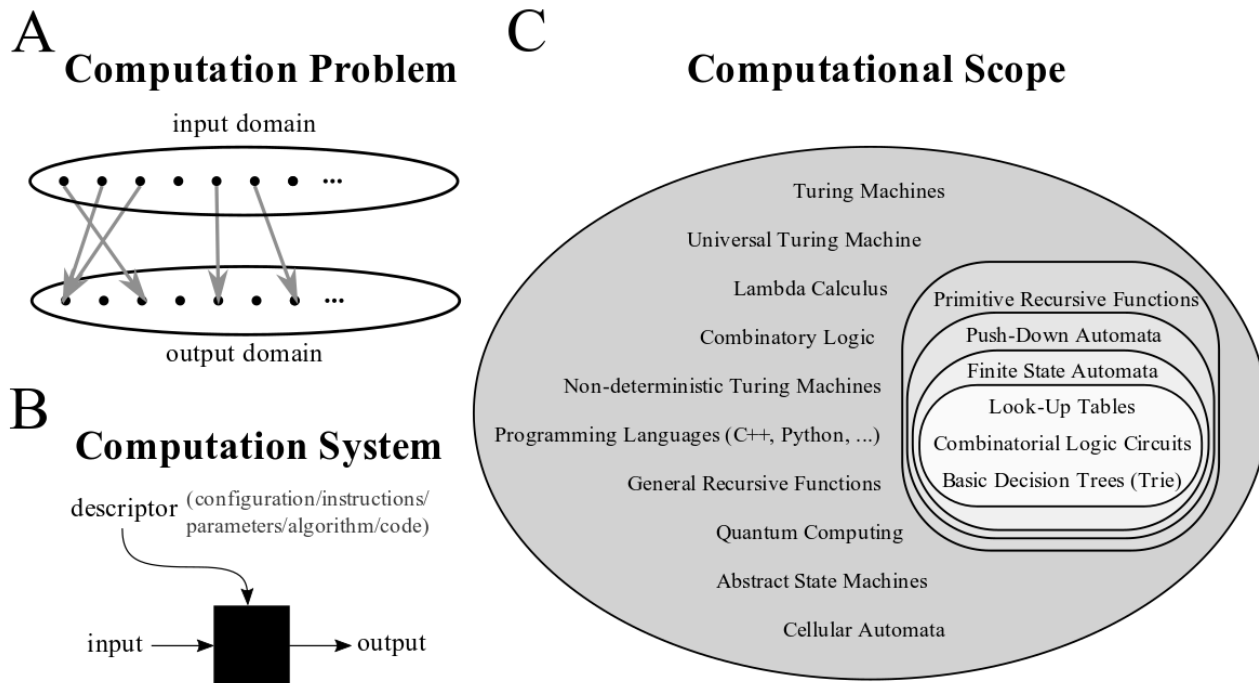 A
Computation Problem
input domain
...
...
output domain
B
Computation System
descriptor (configuration/instructions/
parameters/algorithm/code)
input
output
C
Computational Scope
Turing Machines
Universal Turing Machine
Lambda Calculus
Combinatory Logic
Non-deterministic Turing Machines
Programming Languages (C++, Python, ...)
General Recursive Functions
Quantum Computing
Abstract State Machines
Cellular Automata
Primitive Recursive Functions
Push-Down Automata
Finite State Automata
Look-Up Tables
Combinatorial Logic Circuits
Basic Decision Trees (Trie)